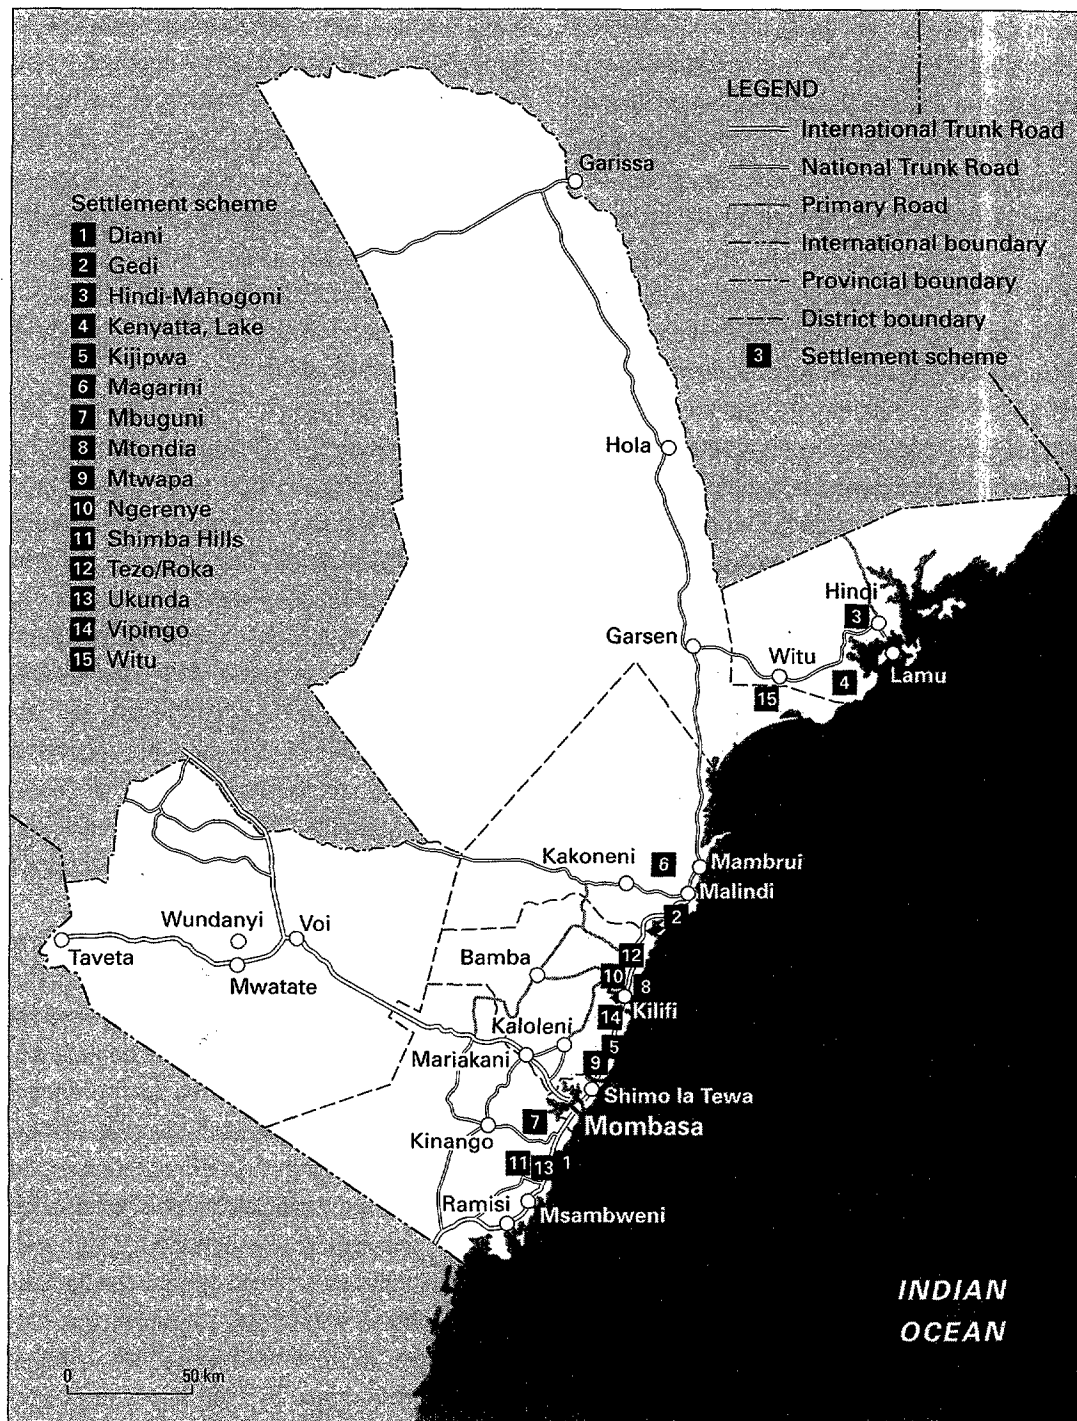 LEGEND
International Trunk Road
National Trunk Road
Primary Road
International boundary
Provincial boundary
District boundary
3 Settlement scheme
Settlement scheme
1 Diani
2 Gedi
3 Hindi-Mahogoni
4 Kenyatta, Lake
5 Kijipwa
6 Magarini
7 Mbuguni
8 Mtondia
9 Mtwapa
10 Ngerenye
11 Shimba Hills
12 Tezo/Roka
13 Ukunda
14 Vipingo
15 Witu
Garissa
Hola
Hindi
3
Garsen
Witu
Lamu
4
15
Kakoneni
6
Mambrui
Malindi
2
Wundanyi
Voi
Taveta
Mwatate
Bamba
12
10
8
Kilifi
14
Kaloleni
5
Mariakani
9
Shimo la Tewa
7
Mombasa
Kinango
11
13
1
Ramisi
Msambweni
INDIAN
OCEAN
0 50 km